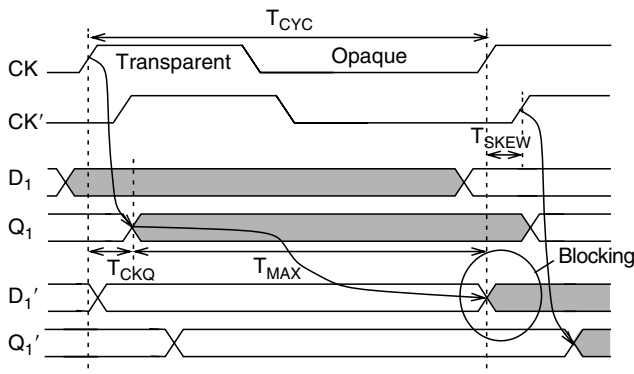 T_CYC
CK Transparent Opaque
CK′
T_SKEW
D_1
Q_1
T_CKQ T_MAX Blocking
D_1′
Q_1′